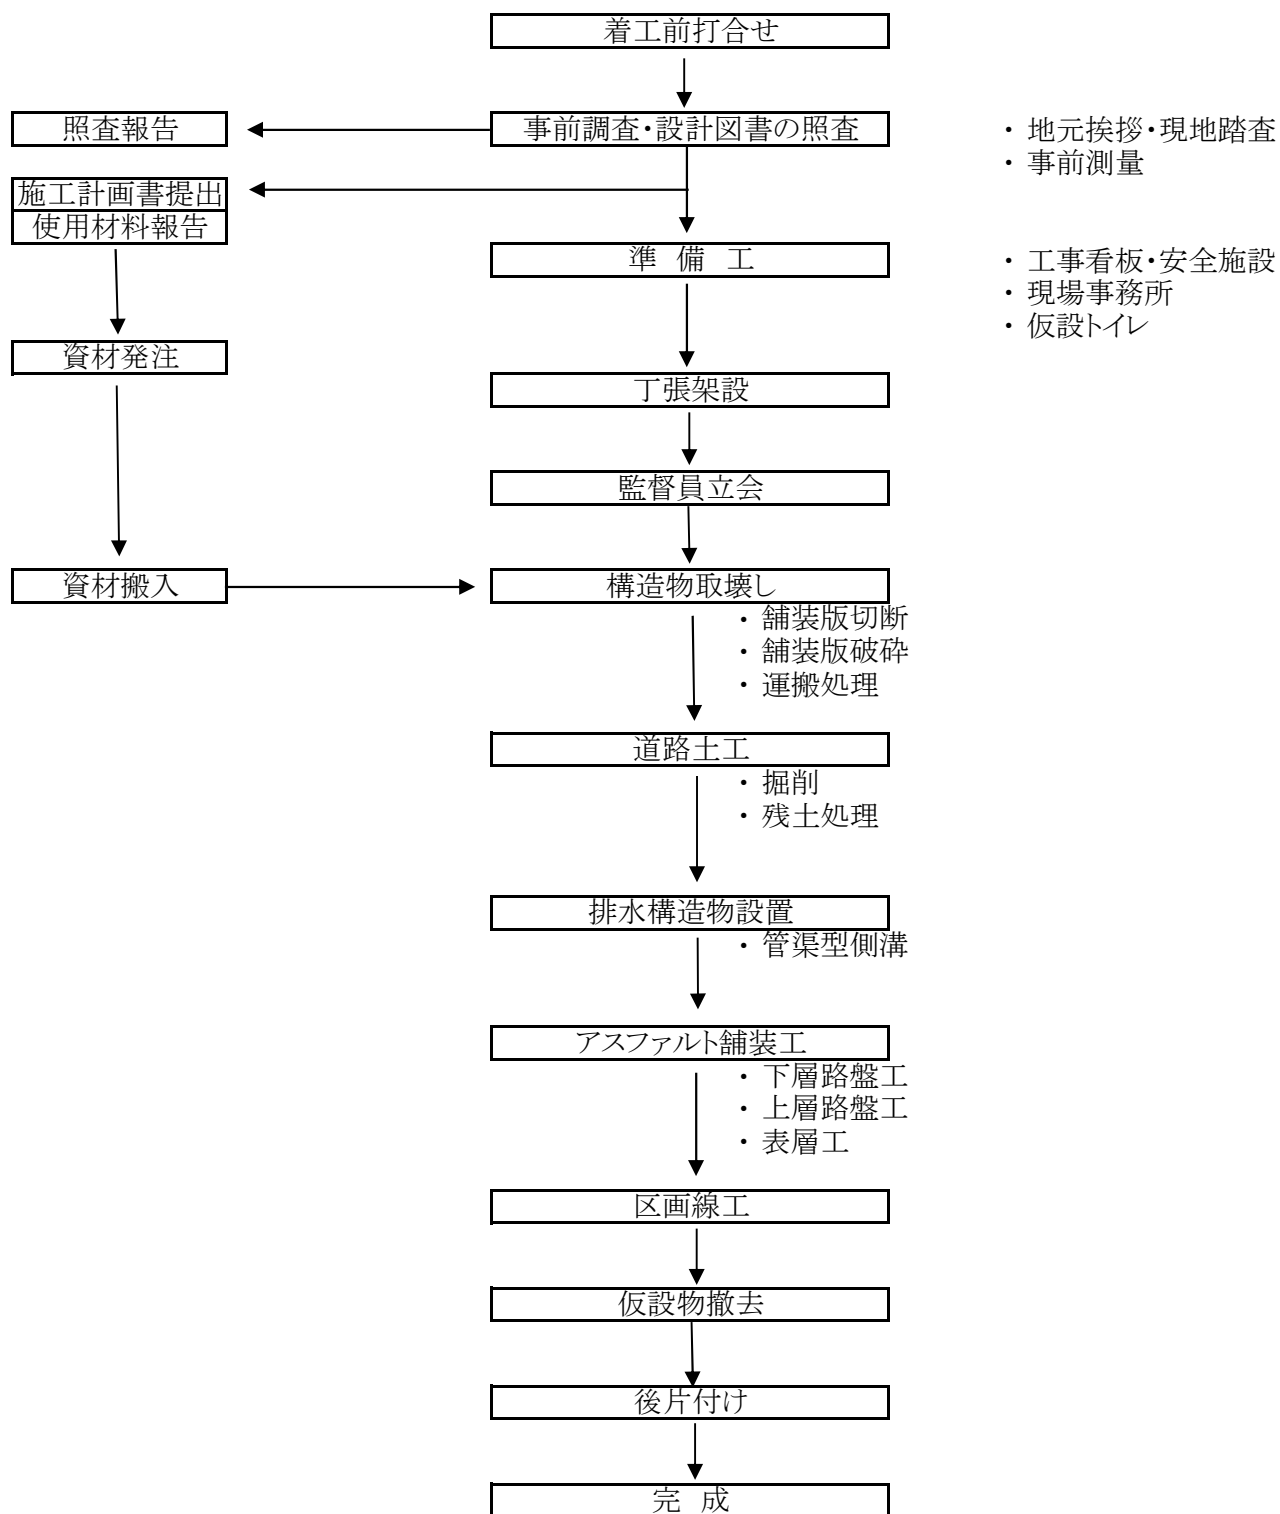 着工前打合せ
照査報告
事前調査・設計図書の照査
・ 地元挨拶・現地踏査
・ 事前測量
施工計画書提出
使用材料報告
準 備 工
・ 工事看板・安全施設
・ 現場事務所
・ 仮設トイレ
資材発注
丁張架設
監督員立会
資材搬入
構造物取壊し
・ 舗装版切断
・ 舗装版破砕
・ 運搬処理
道路土工
・ 掘削
・ 残土処理
排水構造物設置
・ 管渠型側溝
アスファルト舗装工
・ 下層路盤工
・ 上層路盤工
・ 表層工
区画線工
仮設物撤去
後片付け
完 成